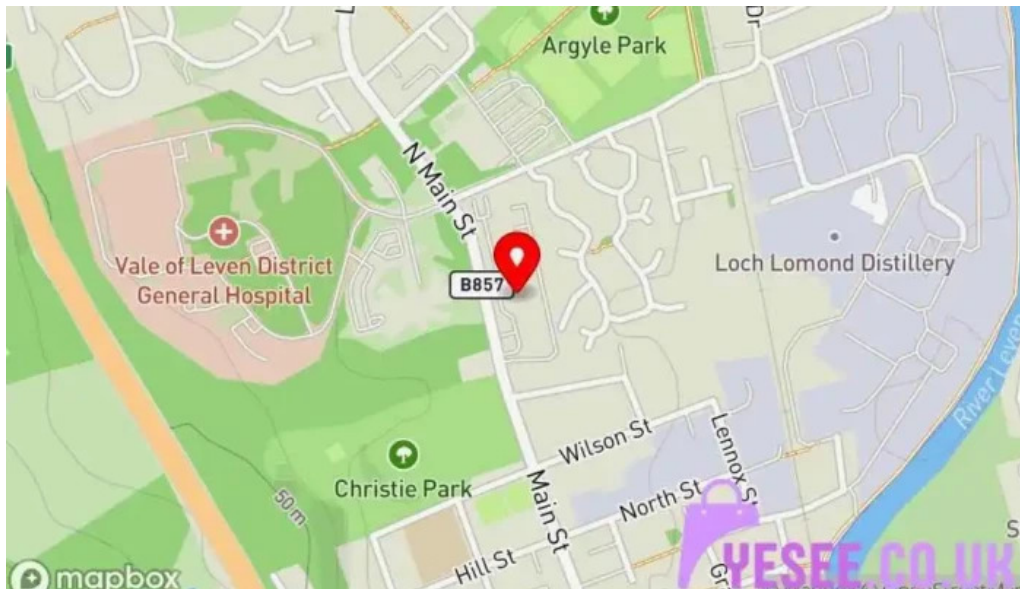 Argyle Park
Dr
N Main St
Vale of Leven District
General Hospital
B857
Loch Lomond Distillery
River Leven
Wilson St
Lennox St
Christie Park
Main St
North St
50 m
Hill St
mapbox
YESEE.CO.UK